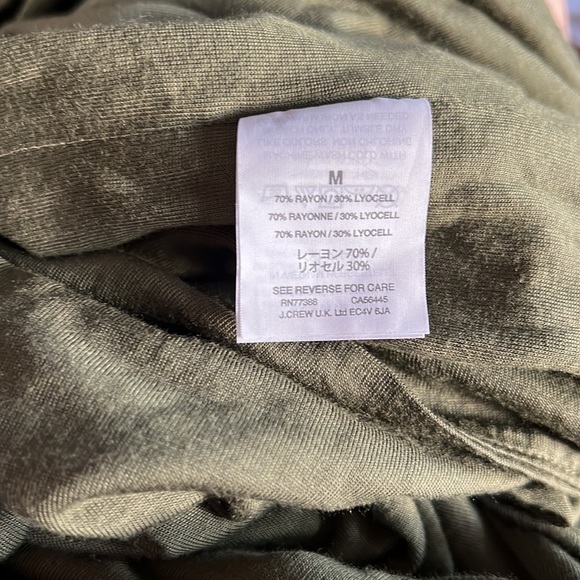 M
70% RAYON / 30% LYOCELL
70% RAYONNE / 30% LYOCELL
70% RAYON / 30% LYOCELL
レーヨン 70% /
リオセル 30%
SEE REVERSE FOR CARE
RN77388 CA56445
J.CREW U.K. Ltd EC4V 6JA